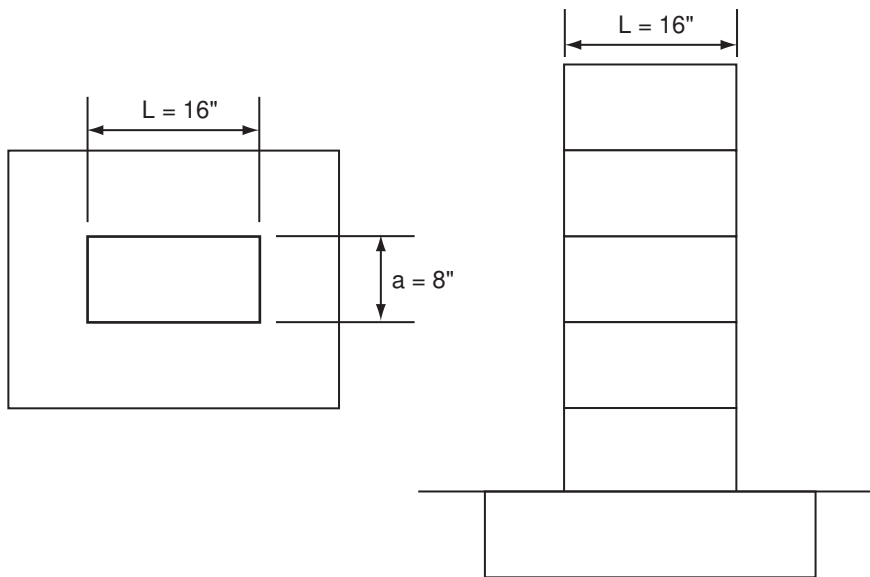 L = 16"
a = 8"
L = 16"